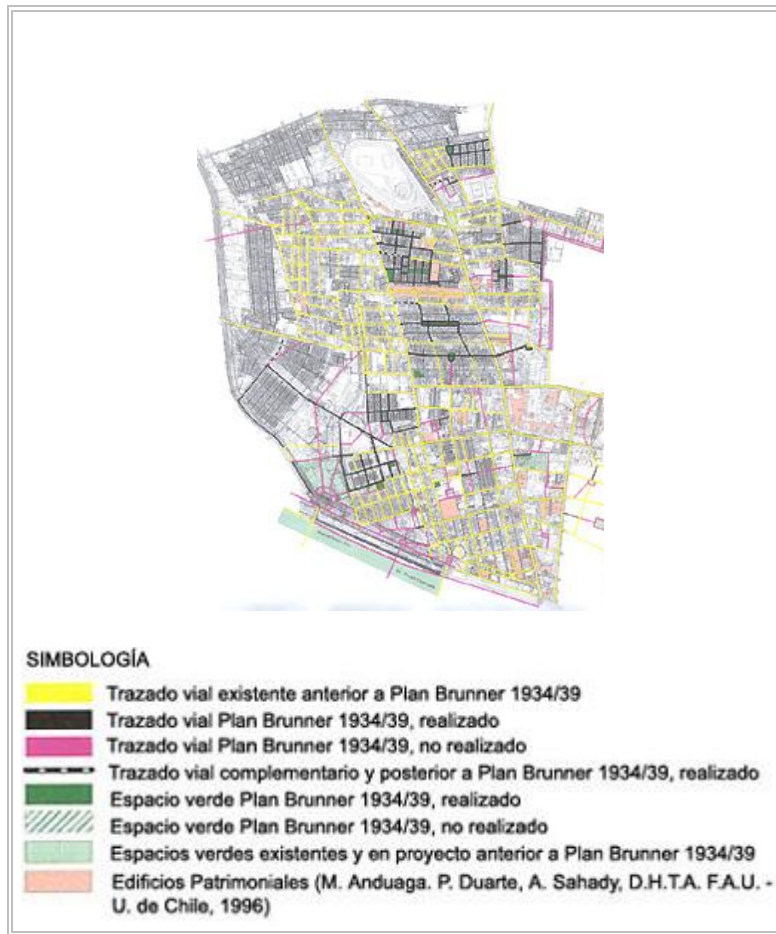 SIMBOLOGÍA
Trazado vial existente anterior a Plan Brunner 1934/39
Trazado vial Plan Brunner 1934/39, realizado
Trazado vial Plan Brunner 1934/39, no realizado
Trazado vial complementario y posterior a Plan Brunner 1934/39, realizado
Espacio verde Plan Brunner 1934/39, realizado
Espacio verde Plan Brunner 1934/39, no realizado
Espacios verdes existentes y en proyecto anterior a Plan Brunner 1934/39
Edificios Patrimoniales (M. Anduaga. P. Duarte, A. Sahady, D.H.T.A. F.A.U. -
U. de Chile, 1996)